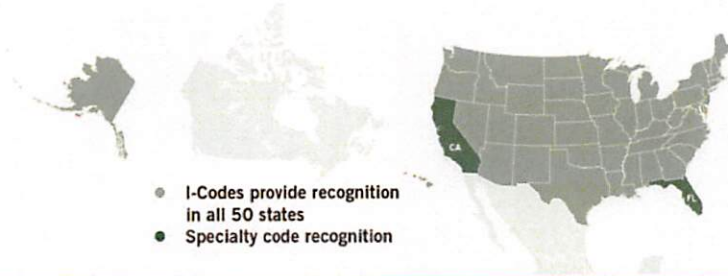 CA
FL
I-Codes provide recognition
in all 50 states
Specialty code recognition